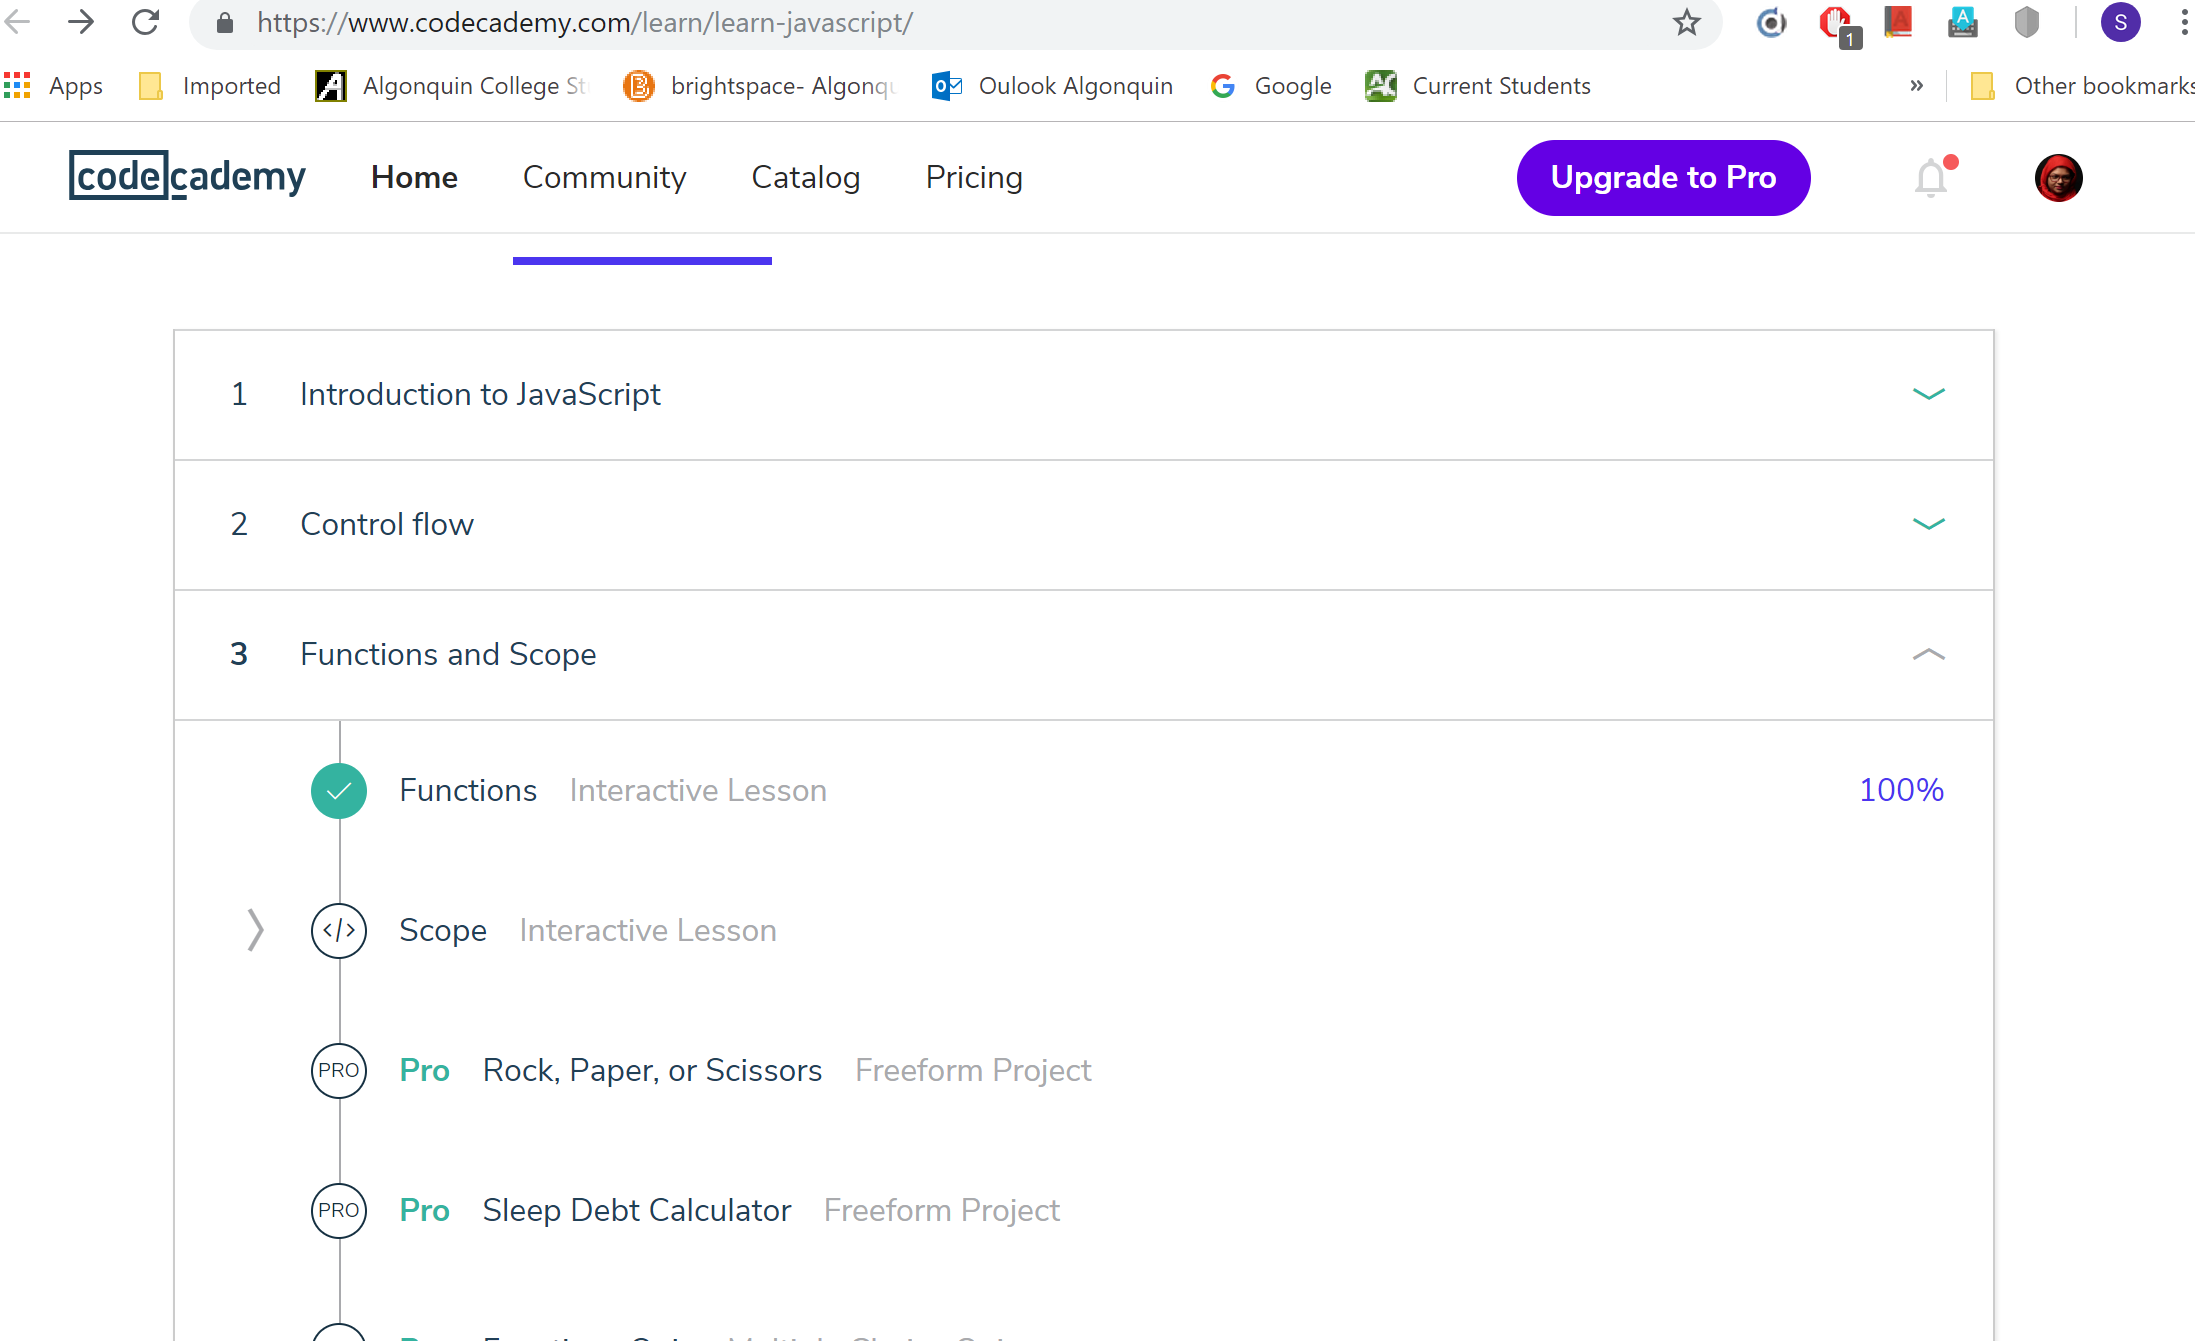 https://www.codecademy.com/learn/learn-javascript/
1
S
Apps Imported Algonquin College St brightspace- Algonqu Oulook Algonquin Google Current Students » Other bookmarks
codecademy Home Community Catalog Pricing Upgrade to Pro
1 Introduction to JavaScript
2 Control flow
3 Functions and Scope
Functions Interactive Lesson 100%
</> Scope Interactive Lesson
PRO Pro Rock, Paper, or Scissors Freeform Project
PRO Pro Sleep Debt Calculator Freeform Project